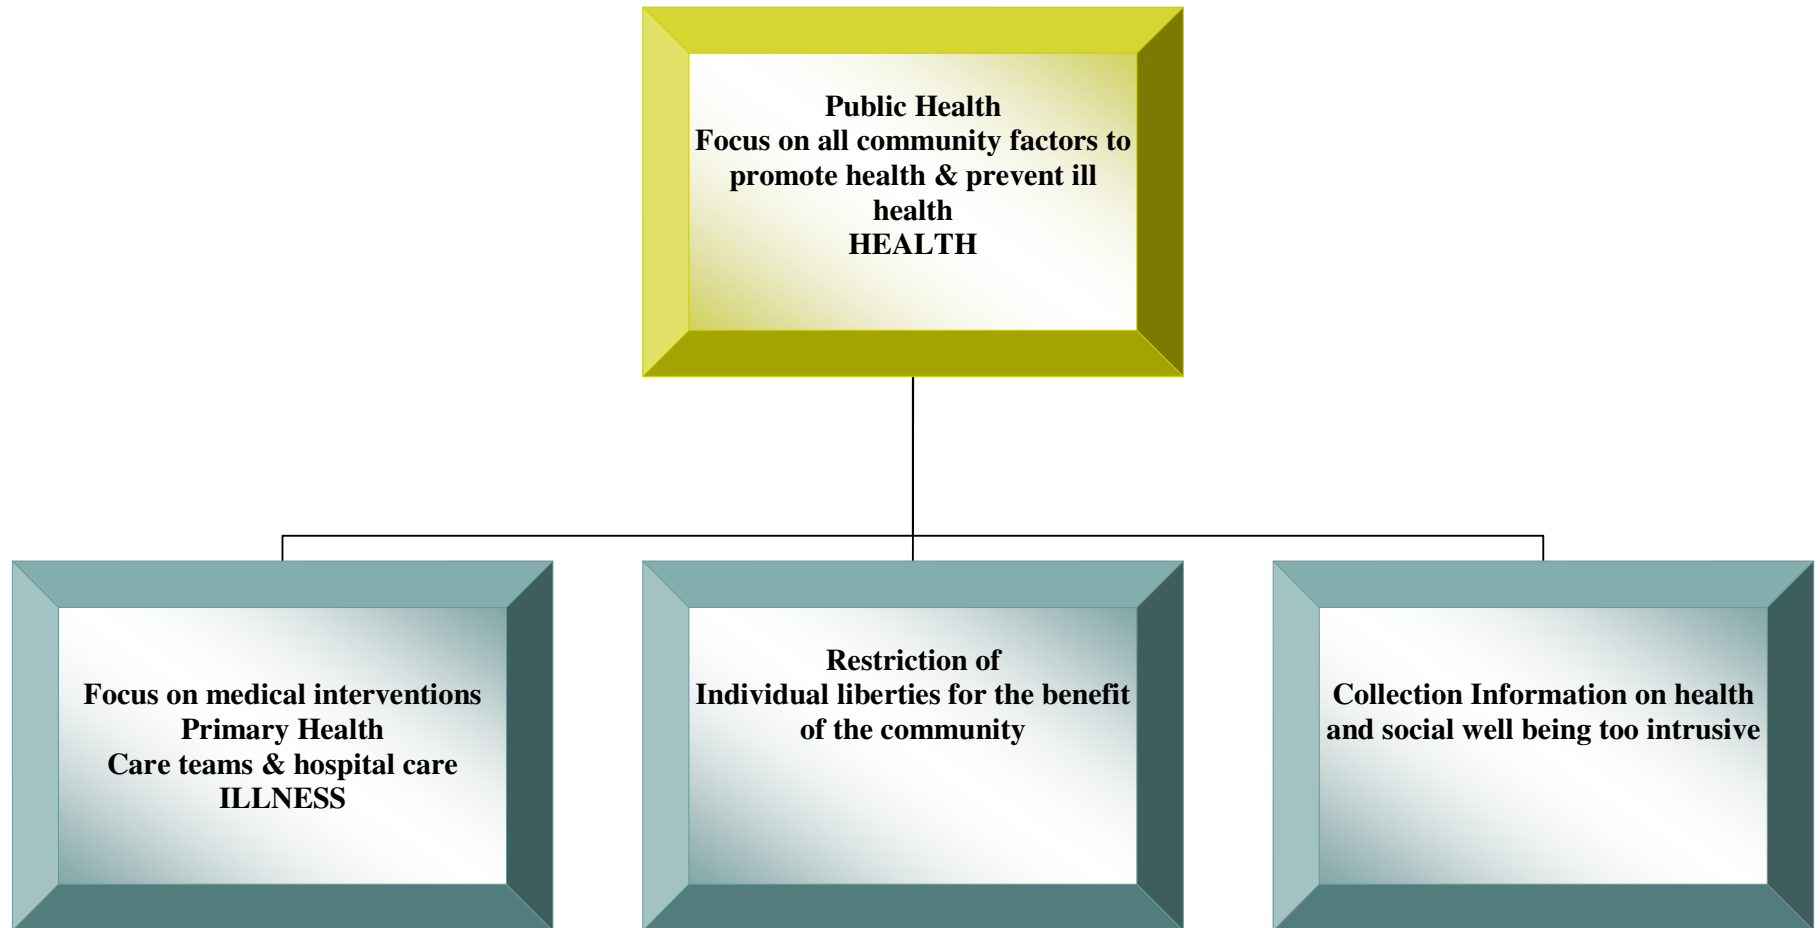 Public Health
Focus on all community factors to
promote health & prevent ill
health
HEALTH
Focus on medical interventions
Primary Health
Care teams & hospital care
ILLNESS
Restriction of
Individual liberties for the benefit
of the community
Collection Information on health
and social well being too intrusive